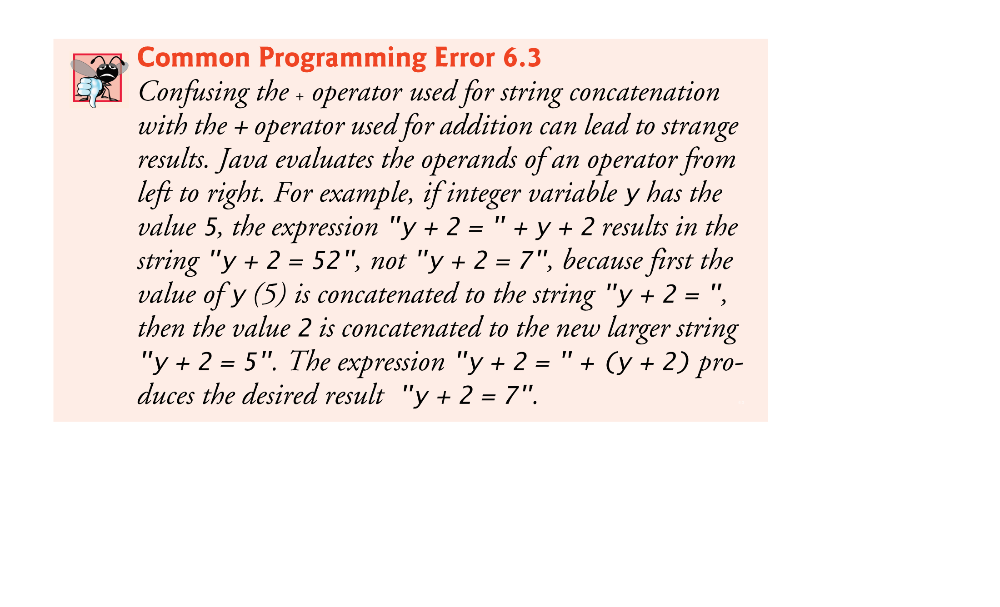 Common Programming Error 6.3
Confusing the + operator used for string concatenation
with the + operator used for addition can lead to strange
results. Java evaluates the operands of an operator from
left to right. For example, if integer variable y has the
value 5, the expression "y + 2 = " + y + 2 results in the
string "y + 2 = 52", not "y + 2 = 7", because first the
value of y (5) is concatenated to the string "y + 2 = ",
then the value 2 is concatenated to the new larger string
"y + 2 = 5". The expression "y + 2 = " + (y + 2) pro-
duces the desired result "y + 2 = 7".